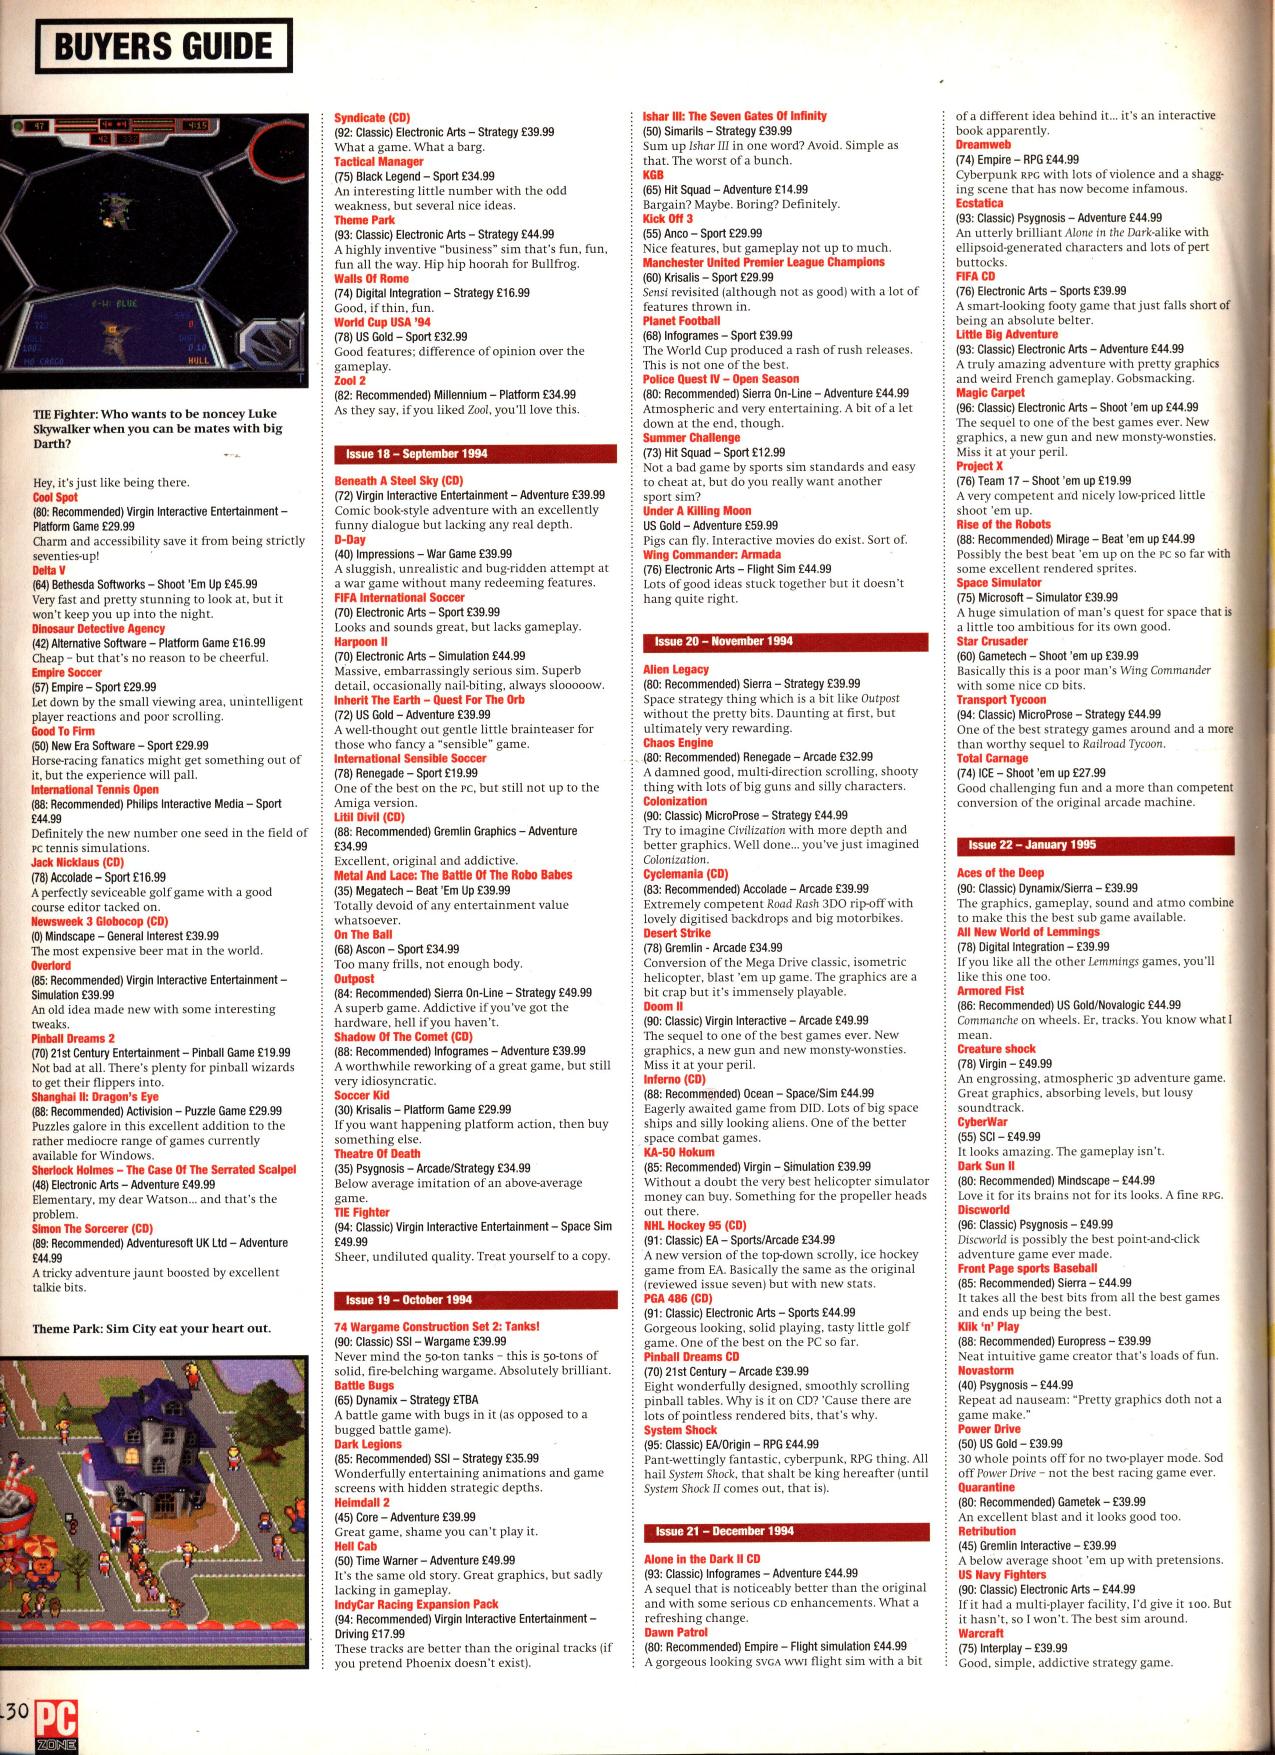 BUYERS GUIDE
TIE Fighter: Who wants to be noncey Luke
Skywalker when you can be mates with big
Darth?
Hey, it's just like being there.
Cool Spot
(80: Recommended) Virgin Interactive Entertainment –
Platform Game £29.99
Charm and accessibility save it from being strictly
seventies-up!
Delta V
(64) Bethesda Softworks – Shoot 'Em Up £45.99
Very fast and pretty stunning to look at, but it
won't keep you up into the night.
Dinosaur Detective Agency
(42) Alternative Software – Platform Game £16.99
Cheap – but that's no reason to be cheerful.
Empire Soccer
(57) Empire – Sport £29.99
Let down by the small viewing area, unintelligent
player reactions and poor scrolling.
Good To Firm
(50) New Era Software – Sport £29.99
Horse-racing fanatics might get something out of
it, but the experience will pall.
International Tennis Open
(88: Recommended) Philips Interactive Media – Sport
£44.99
Definitely the new number one seed in the field of
PC tennis simulations.
Jack Nicklaus (CD)
(78) Accolade – Sport £16.99
A perfectly seviceable golf game with a good
course editor tacked on.
Newsweek 3 Globocop (CD)
(0) Mindscape – General Interest £39.99
The most expensive beer mat in the world.
Overlord
(85: Recommended) Virgin Interactive Entertainment –
Simulation £39.99
An old idea made new with some interesting
tweaks.
Pinball Dreams 2
(70) 21st Century Entertainment – Pinball Game £19.99
Not bad at all. There's plenty for pinball wizards
to get their flippers into.
Shanghai II: Dragon's Eye
(88: Recommended) Activision – Puzzle Game £29.99
Puzzles galore in this excellent addition to the
rather mediocre range of games currently
available for Windows.
Sherlock Holmes – The Case Of The Serrated Scalpel
(48) Electronic Arts – Adventure £49.99
Elementary, my dear Watson... and that's the
problem.
Simon The Sorcerer (CD)
(89: Recommended) Adventuresoft UK Ltd – Adventure
£44.99
A tricky adventure jaunt boosted by excellent
talkie bits.
Theme Park: Sim City eat your heart out.
Syndicate (CD)
(92: Classic) Electronic Arts – Strategy £39.99
What a game. What a barg.
Tactical Manager
(75) Black Legend – Sport £34.99
An interesting little number with the odd
weakness, but several nice ideas.
Theme Park
(93: Classic) Electronic Arts – Strategy £44.99
A highly inventive "business" sim that's fun, fun,
fun all the way. Hip hip hoorah for Bullfrog.
Walls Of Rome
(74) Digital Integration – Strategy £16.99
Good, if thin, fun.
World Cup USA '94
(78) US Gold – Sport £32.99
Good features; difference of opinion over the
gameplay.
Zool 2
(82: Recommended) Millennium – Platform £34.99
As they say, if you liked Zool, you'll love this.
Issue 18 – September 1994
Beneath A Steel Sky (CD)
(72) Virgin Interactive Entertainment – Adventure £39.99
Comic book-style adventure with an excellently
funny dialogue but lacking any real depth.
D-Day
(40) Impressions – War Game £39.99
A sluggish, unrealistic and bug-ridden attempt at
a war game without many redeeming features.
FIFA International Soccer
(70) Electronic Arts – Sport £39.99
Looks and sounds great, but lacks gameplay.
Harpoon II
(70) Electronic Arts – Simulation £44.99
Massive, embarrassingly serious sim. Superb
detail, occasionally nail-biting, always slooooow.
Inherit The Earth – Quest For The Orb
(72) US Gold – Adventure £39.99
A well-thought out gentle little brainteaser for
those who fancy a "sensible" game.
International Sensible Soccer
(78) Renegade – Sport £19.99
One of the best on the PC, but still not up to the
Amiga version.
Litil Divil (CD)
(88: Recommended) Gremlin Graphics – Adventure
£34.99
Excellent, original and addictive.
Metal And Lace: The Battle Of The Robo Babes
(35) Megatech – Beat 'Em Up £39.99
Totally devoid of any entertainment value
whatsoever.
On The Ball
(68) Ascon – Sport £34.99
Too many frills, not enough body.
Outpost
(84: Recommended) Sierra On-Line – Strategy £49.99
A superb game. Addictive if you've got the
hardware, hell if you haven't.
Shadow Of The Comet (CD)
(88: Recommended) Infogrames – Adventure £39.99
A worthwhile reworking of a great game, but still
very idiosyncratic.
Soccer Kid
(30) Krisalis – Platform Game £29.99
If you want happening platform action, then buy
something else.
Theatre Of Death
(35) Psygnosis – Arcade/Strategy £34.99
Below average imitation of an above-average
game.
TIE Fighter
(94: Classic) Virgin Interactive Entertainment – Space Sim
£49.99
Sheer, undiluted quality. Treat yourself to a copy.
Issue 19 – October 1994
74 Wargame Construction Set 2: Tanks!
(90: Classic) SSI – Wargame £39.99
Never mind the 50-ton tanks – this is 50-tons of
solid, fire-belching wargame. Absolutely brilliant.
Battle Bugs
(65) Dynamix – Strategy £TBA
A battle game with bugs in it (as opposed to a
bugged battle game).
Dark Legions
(85: Recommended) SSI – Strategy £35.99
Wonderfully entertaining animations and game
screens with hidden strategic depths.
Heimdall 2
(45) Core – Adventure £39.99
Great game, shame you can't play it.
Hell Cab
(50) Time Warner – Adventure £49.99
It's the same old story. Great graphics, but sadly
lacking in gameplay.
IndyCar Racing Expansion Pack
(94: Recommended) Virgin Interactive Entertainment –
Driving £17.99
These tracks are better than the original tracks (if
you pretend Phoenix doesn't exist).
Ishar III: The Seven Gates Of Infinity
(50) Simarils – Strategy £39.99
Sum up Ishar III in one word? Avoid. Simple as
that. The worst of a bunch.
KGB
(65) Hit Squad – Adventure £14.99
Bargain? Maybe. Boring? Definitely.
Kick Off 3
(55) Anco – Sport £29.99
Nice features, but gameplay not up to much.
Manchester United Premier League Champions
(60) Krisalis – Sport £29.99
Sensi revisited (although not as good) with a lot of
features thrown in.
Planet Football
(68) Infogrames – Sport £39.99
The World Cup produced a rash of rush releases.
This is not one of the best.
Police Quest IV – Open Season
(80: Recommended) Sierra On-Line – Adventure £44.99
Atmospheric and very entertaining. A bit of a let
down at the end, though.
Summer Challenge
(73) Hit Squad – Sport £12.99
Not a bad game by sports sim standards and easy
to cheat at, but do you really want another
sport sim?
Under A Killing Moon
US Gold – Adventure £59.99
Pigs can fly. Interactive movies do exist. Sort of.
Wing Commander: Armada
(76) Electronic Arts – Flight Sim £44.99
Lots of good ideas stuck together but it doesn't
hang quite right.
Issue 20 – November 1994
Alien Legacy
(80: Recommended) Sierra – Strategy £39.99
Space strategy thing which is a bit like Outpost
without the pretty bits. Daunting at first, but
ultimately very rewarding.
Chaos Engine
(80: Recommended) Renegade – Arcade £32.99
A damned good, multi-direction scrolling, shooty
thing with lots of big guns and silly characters.
Colonization
(90: Classic) MicroProse – Strategy £44.99
Try to imagine Civilization with more depth and
better graphics. Well done... you've just imagined
Colonization.
Cyclemania (CD)
(83: Recommended) Accolade – Arcade £39.99
Extremely competent Road Rash 3DO rip-off with
lovely digitised backdrops and big motorbikes.
Desert Strike
(78) Gremlin - Arcade £34.99
Conversion of the Mega Drive classic, isometric
helicopter, blast 'em up game. The graphics are a
bit crap but it's immensely playable.
Doom II
(90: Classic) Virgin Interactive – Arcade £49.99
The sequel to one of the best games ever. New
graphics, a new gun and new monsty-wonsties.
Miss it at your peril.
Inferno (CD)
(88: Recommended) Ocean – Space/Sim £44.99
Eagerly awaited game from DID. Lots of big space
ships and silly looking aliens. One of the better
space combat games.
KA-50 Hokum
(85: Recommended) Virgin – Simulation £39.99
Without a doubt the very best helicopter simulator
money can buy. Something for the propeller heads
out there.
NHL Hockey 95 (CD)
(91: Classic) EA – Sports/Arcade £34.99
A new version of the top-down scrolly, ice hockey
game from EA. Basically the same as the original
(reviewed issue seven) but with new stats.
PGA 486 (CD)
(91: Classic) Electronic Arts – Sports £44.99
Gorgeous looking, solid playing, tasty little golf
game. One of the best on the PC so far.
Pinball Dreams CD
(70) 21st Century – Arcade £39.99
Eight wonderfully designed, smoothly scrolling
pinball tables. Why is it on CD? 'Cause there are
lots of pointless rendered bits, that's why.
System Shock
(95: Classic) EA/Origin – RPG £44.99
Pant-wettingly fantastic, cyberpunk, RPG thing. All
hail System Shock, that shalt be king hereafter (until
System Shock II comes out, that is).
Issue 21 – December 1994
Alone in the Dark II CD
(93: Classic) Infogrames – Adventure £44.99
A sequel that is noticeably better than the original
and with some serious CD enhancements. What a
refreshing change.
Dawn Patrol
(80: Recommended) Empire – Flight simulation £44.99
A gorgeous looking SVGA WWI flight sim with a bit
of a different idea behind it... it's an interactive
book apparently.
Dreamweb
(74) Empire – RPG £44.99
Cyberpunk RPG with lots of violence and a shagg-
ing scene that has now become infamous.
Ecstatica
(93: Classic) Psygnosis – Adventure £44.99
An utterly brilliant Alone in the Dark-alike with
ellipsoid-generated characters and lots of pert
buttocks.
FIFA CD
(76) Electronic Arts – Sports £39.99
A smart-looking footy game that just falls short of
being an absolute belter.
Little Big Adventure
(93: Classic) Electronic Arts – Adventure £44.99
A truly amazing adventure with pretty graphics
and weird French gameplay. Gobsmacking.
Magic Carpet
(96: Classic) Electronic Arts – Shoot 'em up £44.99
The sequel to one of the best games ever. New
graphics, a new gun and new monsty-wonsties.
Miss it at your peril.
Project X
(76) Team 17 – Shoot 'em up £19.99
A very competent and nicely low-priced little
shoot 'em up.
Rise of the Robots
(88: Recommended) Mirage – Beat 'em up £44.99
Possibly the best beat 'em up on the PC so far with
some excellent rendered sprites.
Space Simulator
(75) Microsoft – Simulator £39.99
A huge simulation of man's quest for space that is
a little too ambitious for its own good.
Star Crusader
(60) Gametech – Shoot 'em up £39.99
Basically this is a poor man's Wing Commander
with some nice CD bits.
Transport Tycoon
(94: Classic) MicroProse – Strategy £44.99
One of the best strategy games around and a more
than worthy sequel to Railroad Tycoon.
Total Carnage
(74) ICE – Shoot 'em up £27.99
Good challenging fun and a more than competent
conversion of the original arcade machine.
Issue 22 – January 1995
Aces of the Deep
(90: Classic) Dynamix/Sierra – £39.99
The graphics, gameplay, sound and atmo combine
to make this the best sub game available.
All New World of Lemmings
(78) Digital Integration – £39.99
If you like all the other Lemmings games, you'll
like this one too.
Armored Fist
(86: Recommended) US Gold/Novalogic £44.99
Commanche on wheels. Er, tracks. You know what I
mean.
Creature shock
(78) Virgin – £49.99
An engrossing, atmospheric 3D adventure game.
Great graphics, absorbing levels, but lousy
soundtrack.
CyberWar
(55) SCI – £49.99
It looks amazing. The gameplay isn't.
Dark Sun II
(80: Recommended) Mindscape – £44.99
Love it for its brains not for its looks. A fine RPG.
Discworld
(96: Classic) Psygnosis – £49.99
Discworld is possibly the best point-and-click
adventure game ever made.
Front Page sports Baseball
(85: Recommended) Sierra – £44.99
It takes all the best bits from all the best games
and ends up being the best.
Klik 'n' Play
(88: Recommended) Europress – £39.99
Neat intuitive game creator that's loads of fun.
Novastorm
(40) Psygnosis – £44.99
Repeat ad nauseam: "Pretty graphics doth not a
game make."
Power Drive
(50) US Gold – £39.99
30 whole points off for no two-player mode. Sod
off Power Drive – not the best racing game ever.
Quarantine
(80: Recommended) Gametek – £39.99
An excellent blast and it looks good too.
Retribution
(45) Gremlin Interactive – £39.99
A below average shoot 'em up with pretensions.
US Navy Fighters
(90: Classic) Electronic Arts – £44.99
If it had a multi-player facility, I'd give it 100. But
it hasn't, so I won't. The best sim around.
Warcraft
(75) Interplay – £39.99
Good, simple, addictive strategy game.
130
PC
ZONE